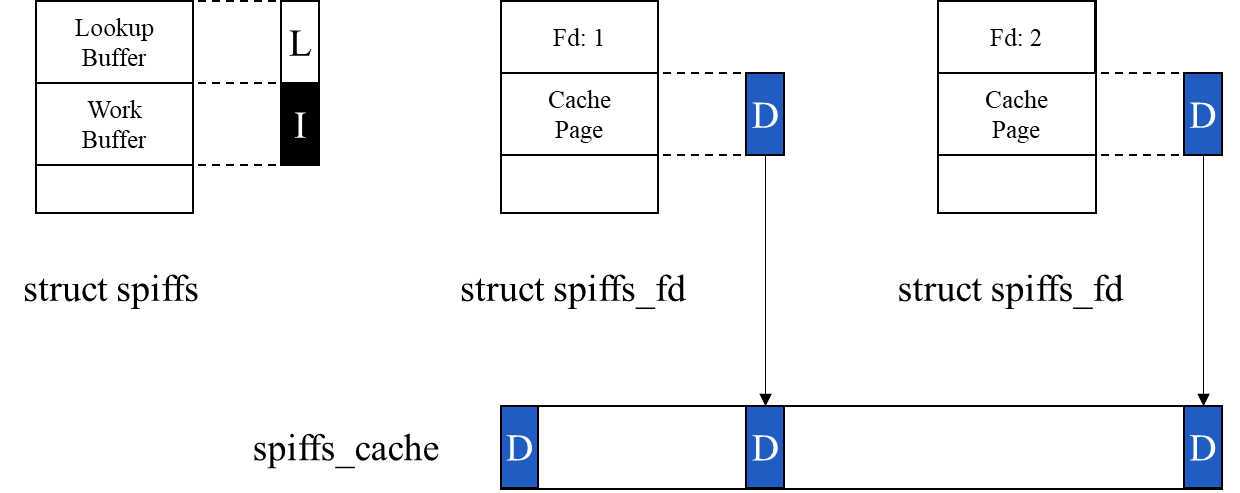 Lookup
Buffer
L
Work
Buffer
I
struct spiffs
Fd: 1
Cache
Page
D
struct spiffs_fd
Fd: 2
Cache
Page
D
struct spiffs_fd
spiffs_cache
D
D
D